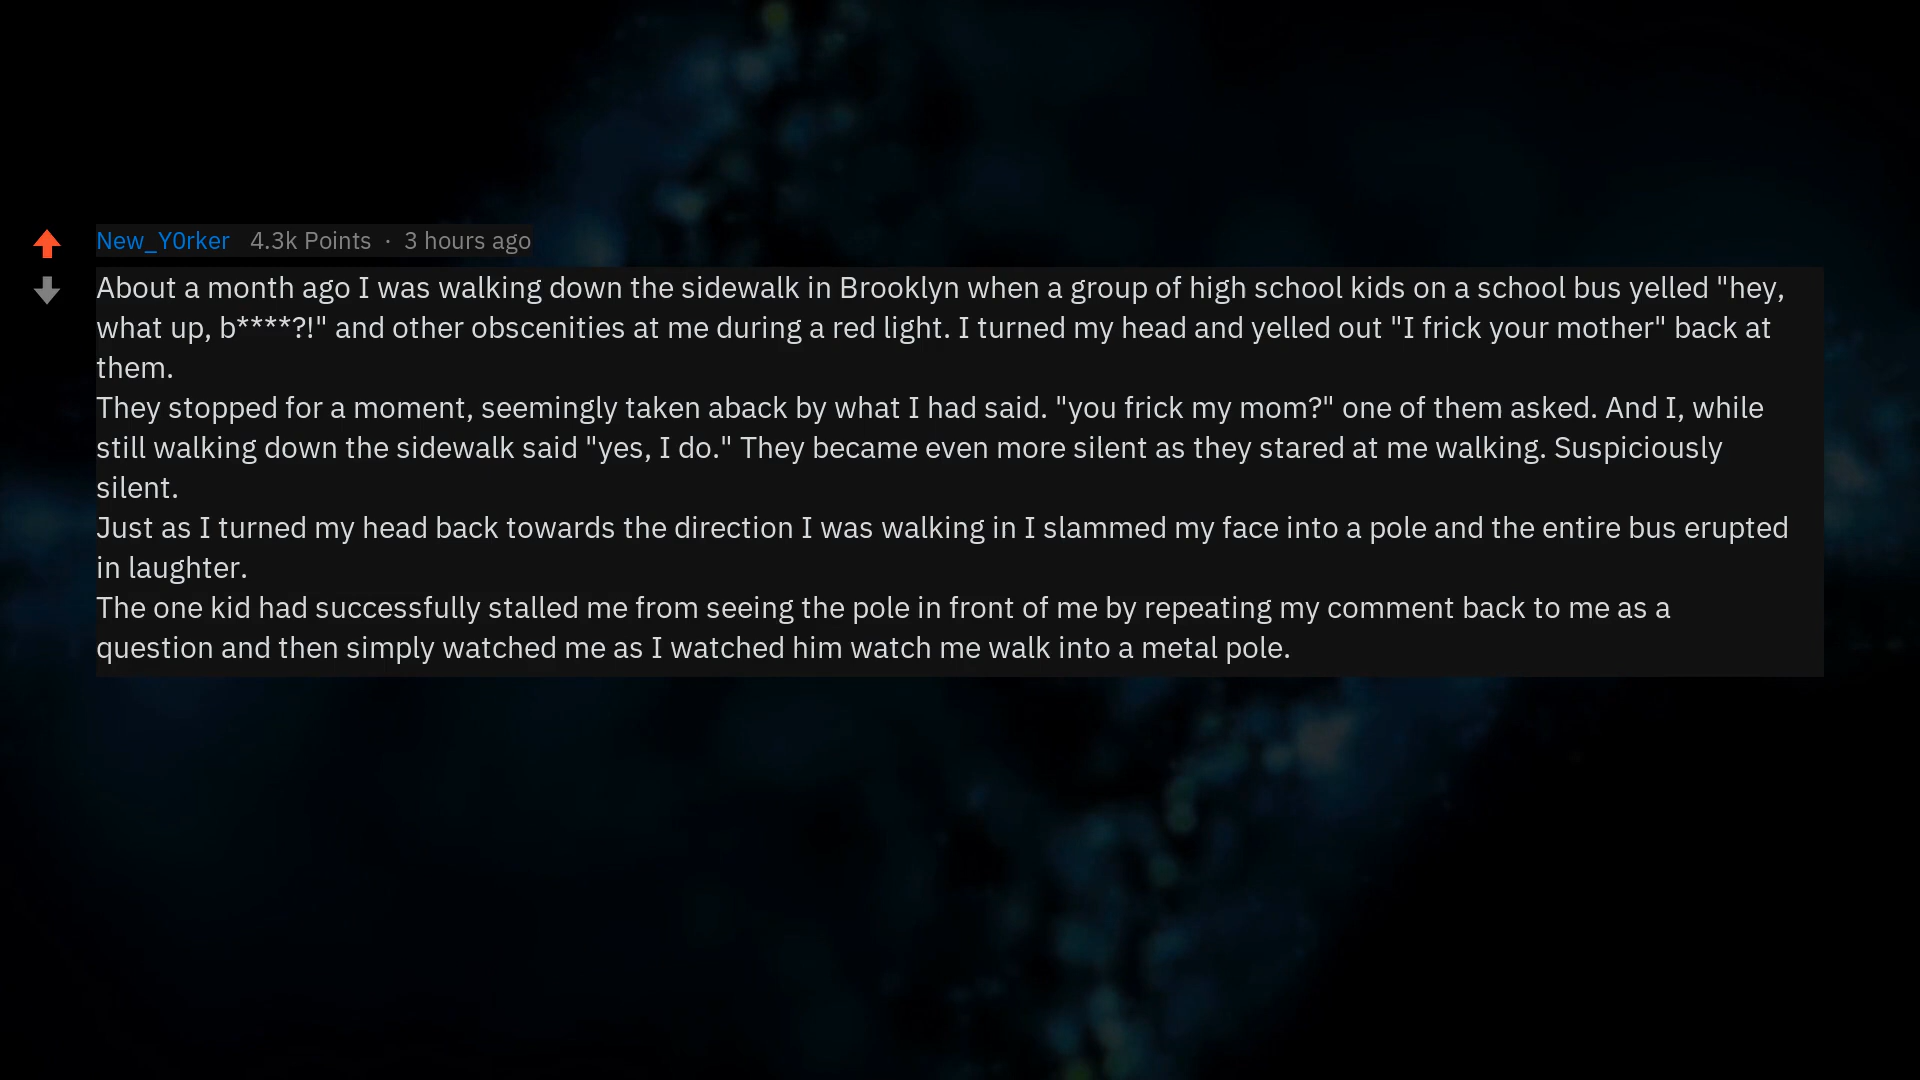 New_Y0rker 4.3k Points · 3 hours ago
About a month ago I was walking down the sidewalk in Brooklyn when a group of high school kids on a school bus yelled "hey,
what up, b****?!" and other obscenities at me during a red light. I turned my head and yelled out "I frick your mother" back at
them.
They stopped for a moment, seemingly taken aback by what I had said. "you frick my mom?" one of them asked. And I, while
still walking down the sidewalk said "yes, I do." They became even more silent as they stared at me walking. Suspiciously
silent.
Just as I turned my head back towards the direction I was walking in I slammed my face into a pole and the entire bus erupted
in laughter.
The one kid had successfully stalled me from seeing the pole in front of me by repeating my comment back to me as a
question and then simply watched me as I watched him watch me walk into a metal pole.